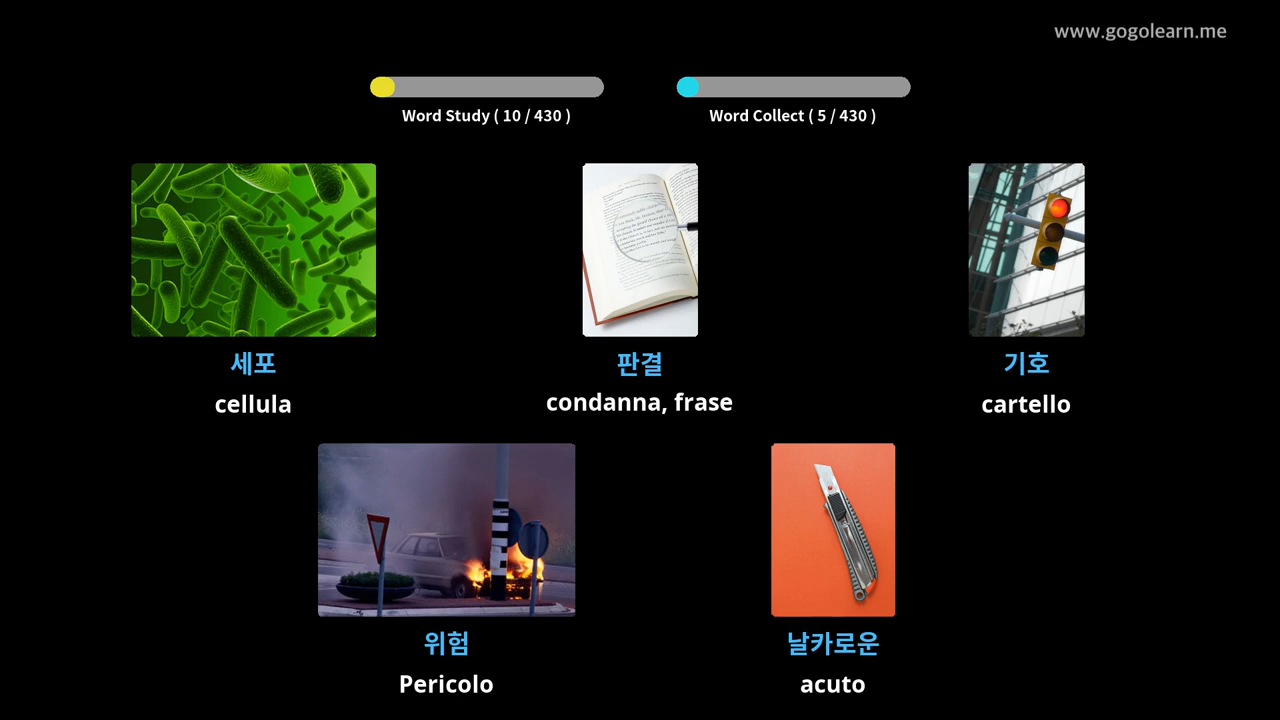 www.gogolearn.me
Word Study ( 10 / 430 )
Word Collect ( 5 / 430 )
세포
cellula
판결
condanna, frase
기호
cartello
위험
Pericolo
날카로운
acuto